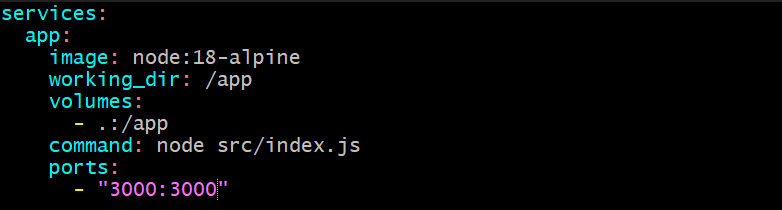 services:
  app:
    image: node:18-alpine
    working_dir: /app
    volumes:
      - .:/app
    command: node src/index.js
    ports:
      - "3000:3000"